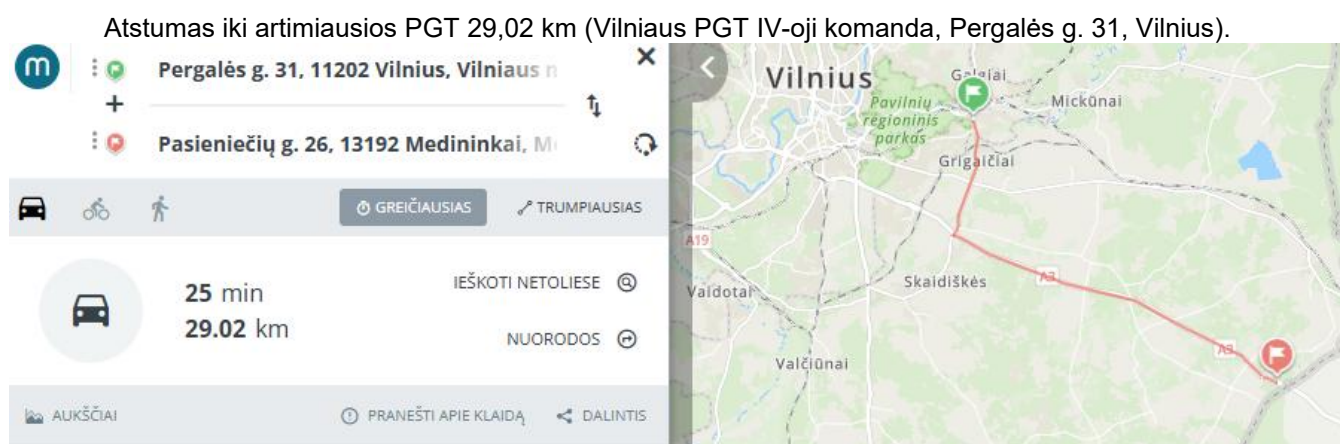 Atstumas iki artimiausios PGT 29,02 km (Vilniaus PGT IV-oji komanda, Pergalės g. 31, Vilnius).
m
Pergalės g. 31, 11202 Vilnius, Vilniaus
Pasieniečių g. 26, 13192 Medininkai,
GREIČIAUSIAS
TRUMPIAUSIAS
25 min
29.02 km
IEŠKOTI NETOLIESE
NUORODOS
AUKŠČIAI
PRANEŠTI APIE KLAIDĄ
DALINTIS
Vilnius
Galgiai
Mickūnai
Pavilnių
regioninis
parkas
Grigaičiai
A19
Skaidiškės
A3
Vaidotai
Valčiūnai
A3